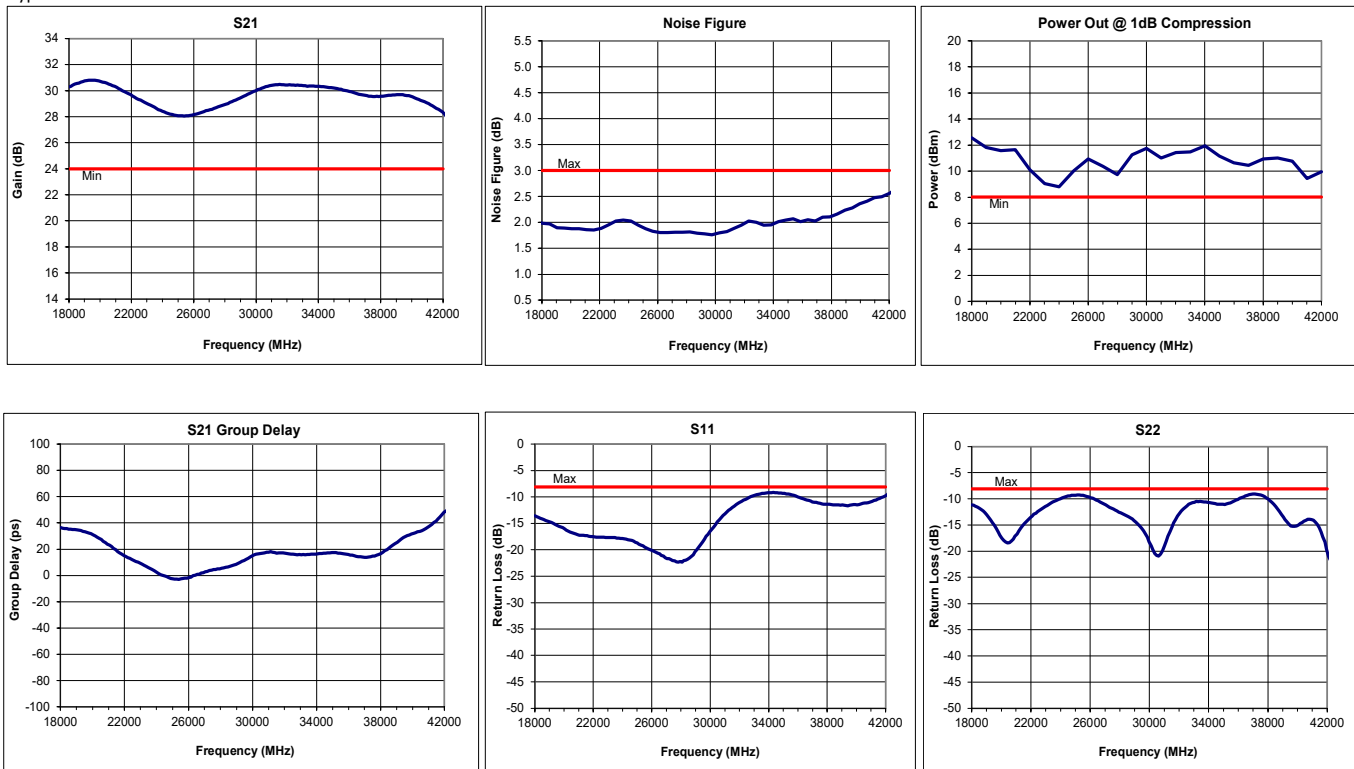 S21
34
32
30
28
26
24
22
20
18
16
14
Gain (dB)
Min
18000 22000 26000 30000 34000 38000 42000
Frequency (MHz)
Noise Figure
5.5
5.0
4.5
4.0
3.5
3.0
2.5
2.0
1.5
1.0
0.5
Noise Figure (dB)
Max
18000 22000 26000 30000 34000 38000 42000
Frequency (MHz)
Power Out @ 1dB Compression
20
18
16
14
12
10
8
6
4
2
0
Power (dBm)
Min
18000 22000 26000 30000 34000 38000 42000
Frequency (MHz)
S21 Group Delay
100
80
60
40
20
0
-20
-40
-60
-80
-100
Group Delay (ps)
18000 22000 26000 30000 34000 38000 42000
Frequency (MHz)
S11
0
-5
-10
-15
-20
-25
-30
-35
-40
-45
-50
Return Loss (dB)
Max
18000 22000 26000 30000 34000 38000 42000
Frequency (MHz)
S22
0
-5
-10
-15
-20
-25
-30
-35
-40
-45
-50
Return Loss (dB)
Max
18000 22000 26000 30000 34000 38000 42000
Frequency (MHz)